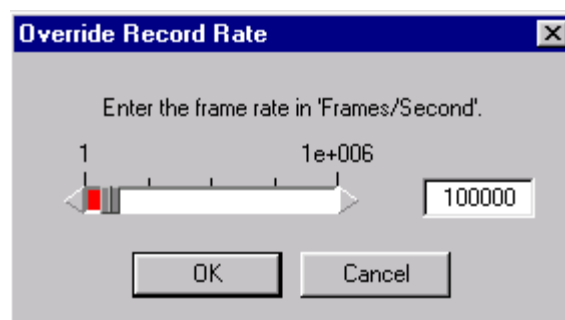 Override Record Rate
Enter the frame rate in 'Frames/Second'.
1 1e+006
100000
OK Cancel